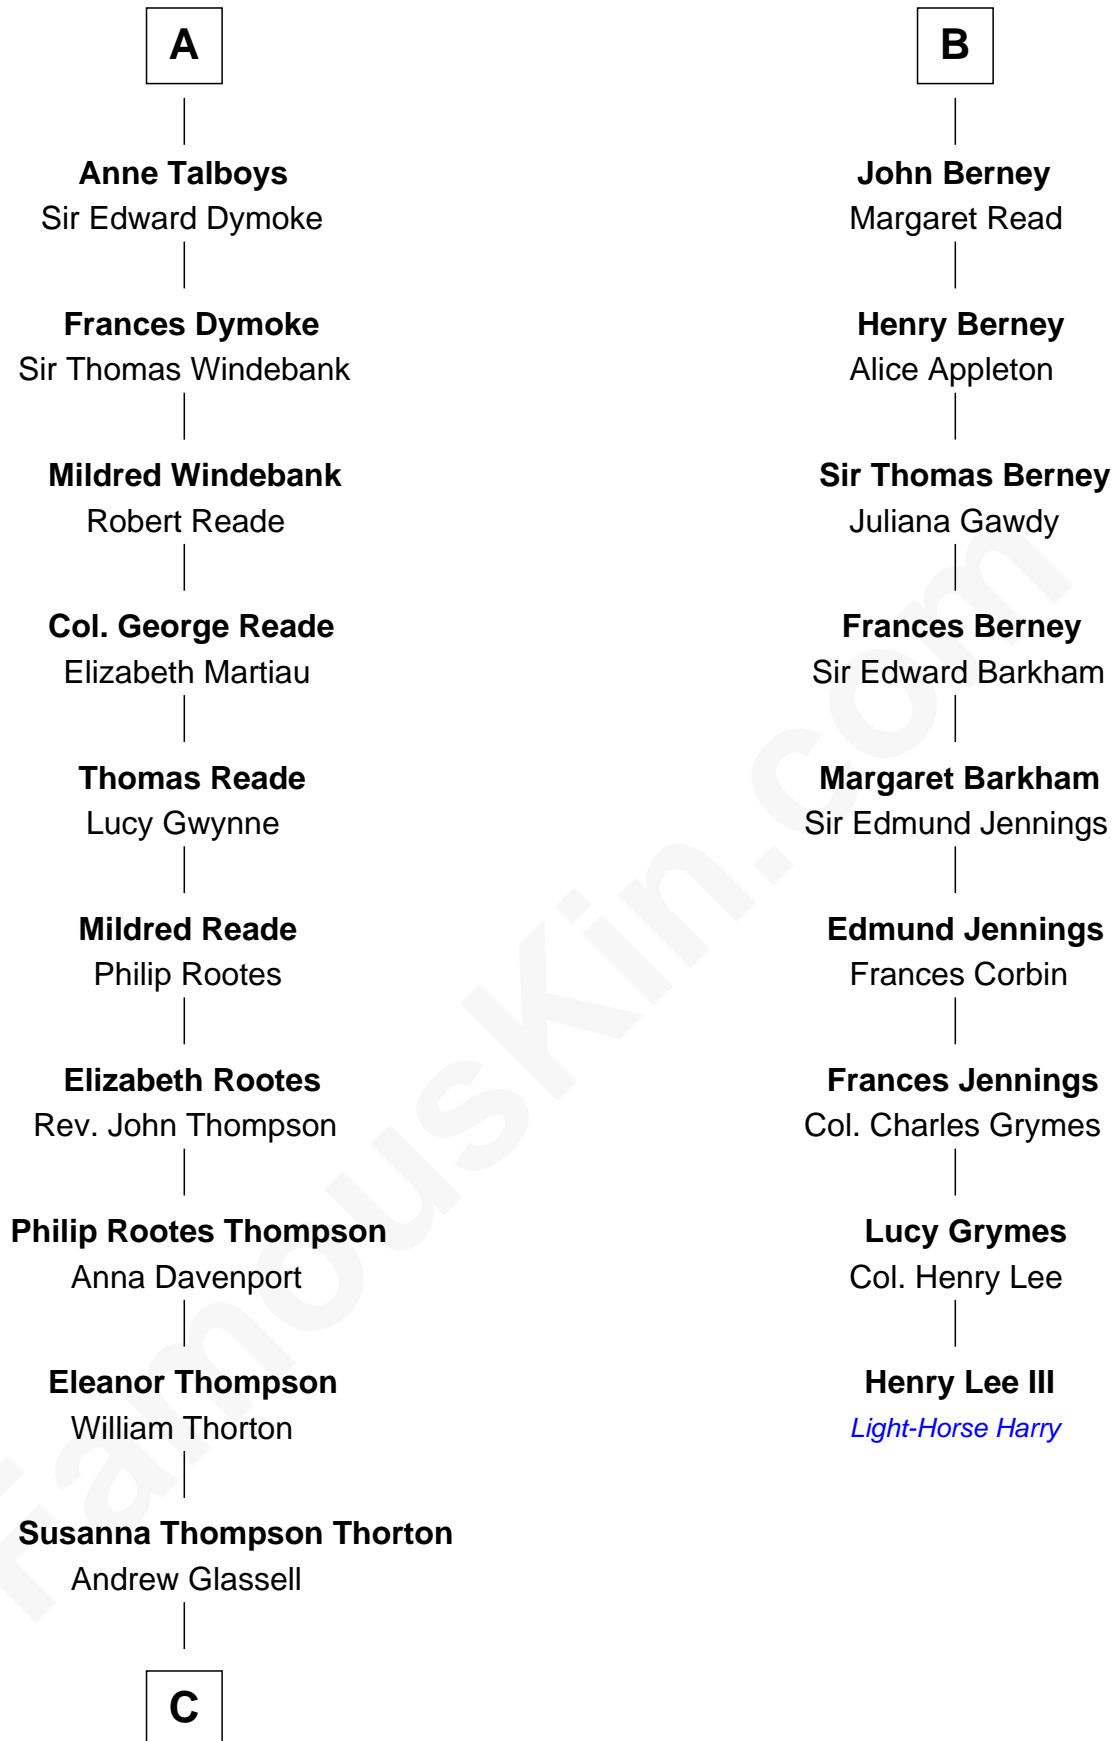 A
Anne Talboys
Sir Edward Dymoke
Frances Dymoke
Sir Thomas Windebank
Mildred Windebank
Robert Reade
Col. George Reade
Elizabeth Martiau
Thomas Reade
Lucy Gwynne
Mildred Reade
Philip Rootes
Elizabeth Rootes
Rev. John Thompson
Philip Rootes Thompson
Anna Davenport
Eleanor Thompson
William Thorton
Susanna Thompson Thorton
Andrew Glassell
C
B
John Berney
Margaret Read
Henry Berney
Alice Appleton
Sir Thomas Berney
Juliana Gawdy
Frances Berney
Sir Edward Barkham
Margaret Barkham
Sir Edmund Jennings
Edmund Jennings
Frances Corbin
Frances Jennings
Col. Charles Grymes
Lucy Grymes
Col. Henry Lee
Henry Lee III
Light-Horse Harry
FamousKin.com